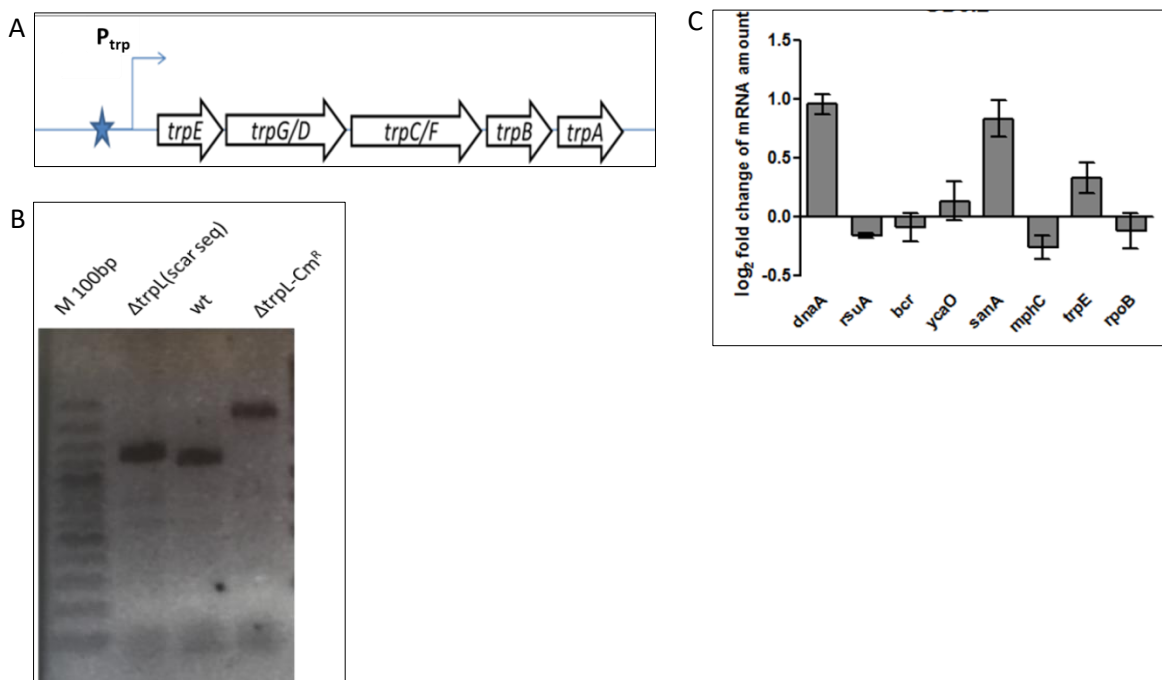 A
P_trp
trpE
trpG/D
trpC/F
trpB
trpA
B
M 100bp
ΔtrpL(scar seq)
wt
ΔtrpL-Cm^R
C
log₂ fold change of mRNA amount
1.5
1.0
0.5
0.0
-0.5
dnaA
rsuA
bcr
ycaO
sanA
mphC
trpE
rpoB